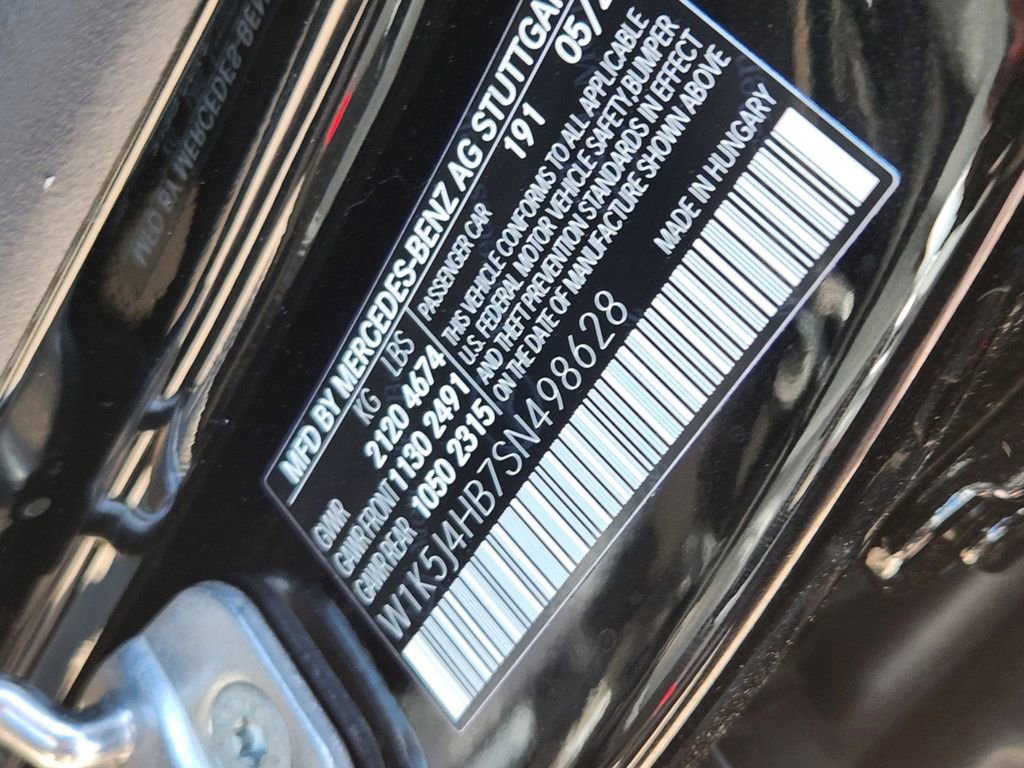 MFD BY MERCEDES-BENZ AG STUTTGA
05/2
KG LBS
191
GVWR 2120 4674
GAWR FRONT 1130 2491
GAWR REAR 1050 2315
PASSENGER CAR
THIS VEHICLE CONFORMS TO ALL APPLICABLE
U.S. FEDERAL MOTOR VEHICLE SAFETY, BUMPER
AND THEFT PREVENTION STANDARDS IN EFFECT
ON THE DATE OF MANUFACTURE SHOWN ABOVE
W1K5J4HB7SN498628
MADE IN HUNGARY